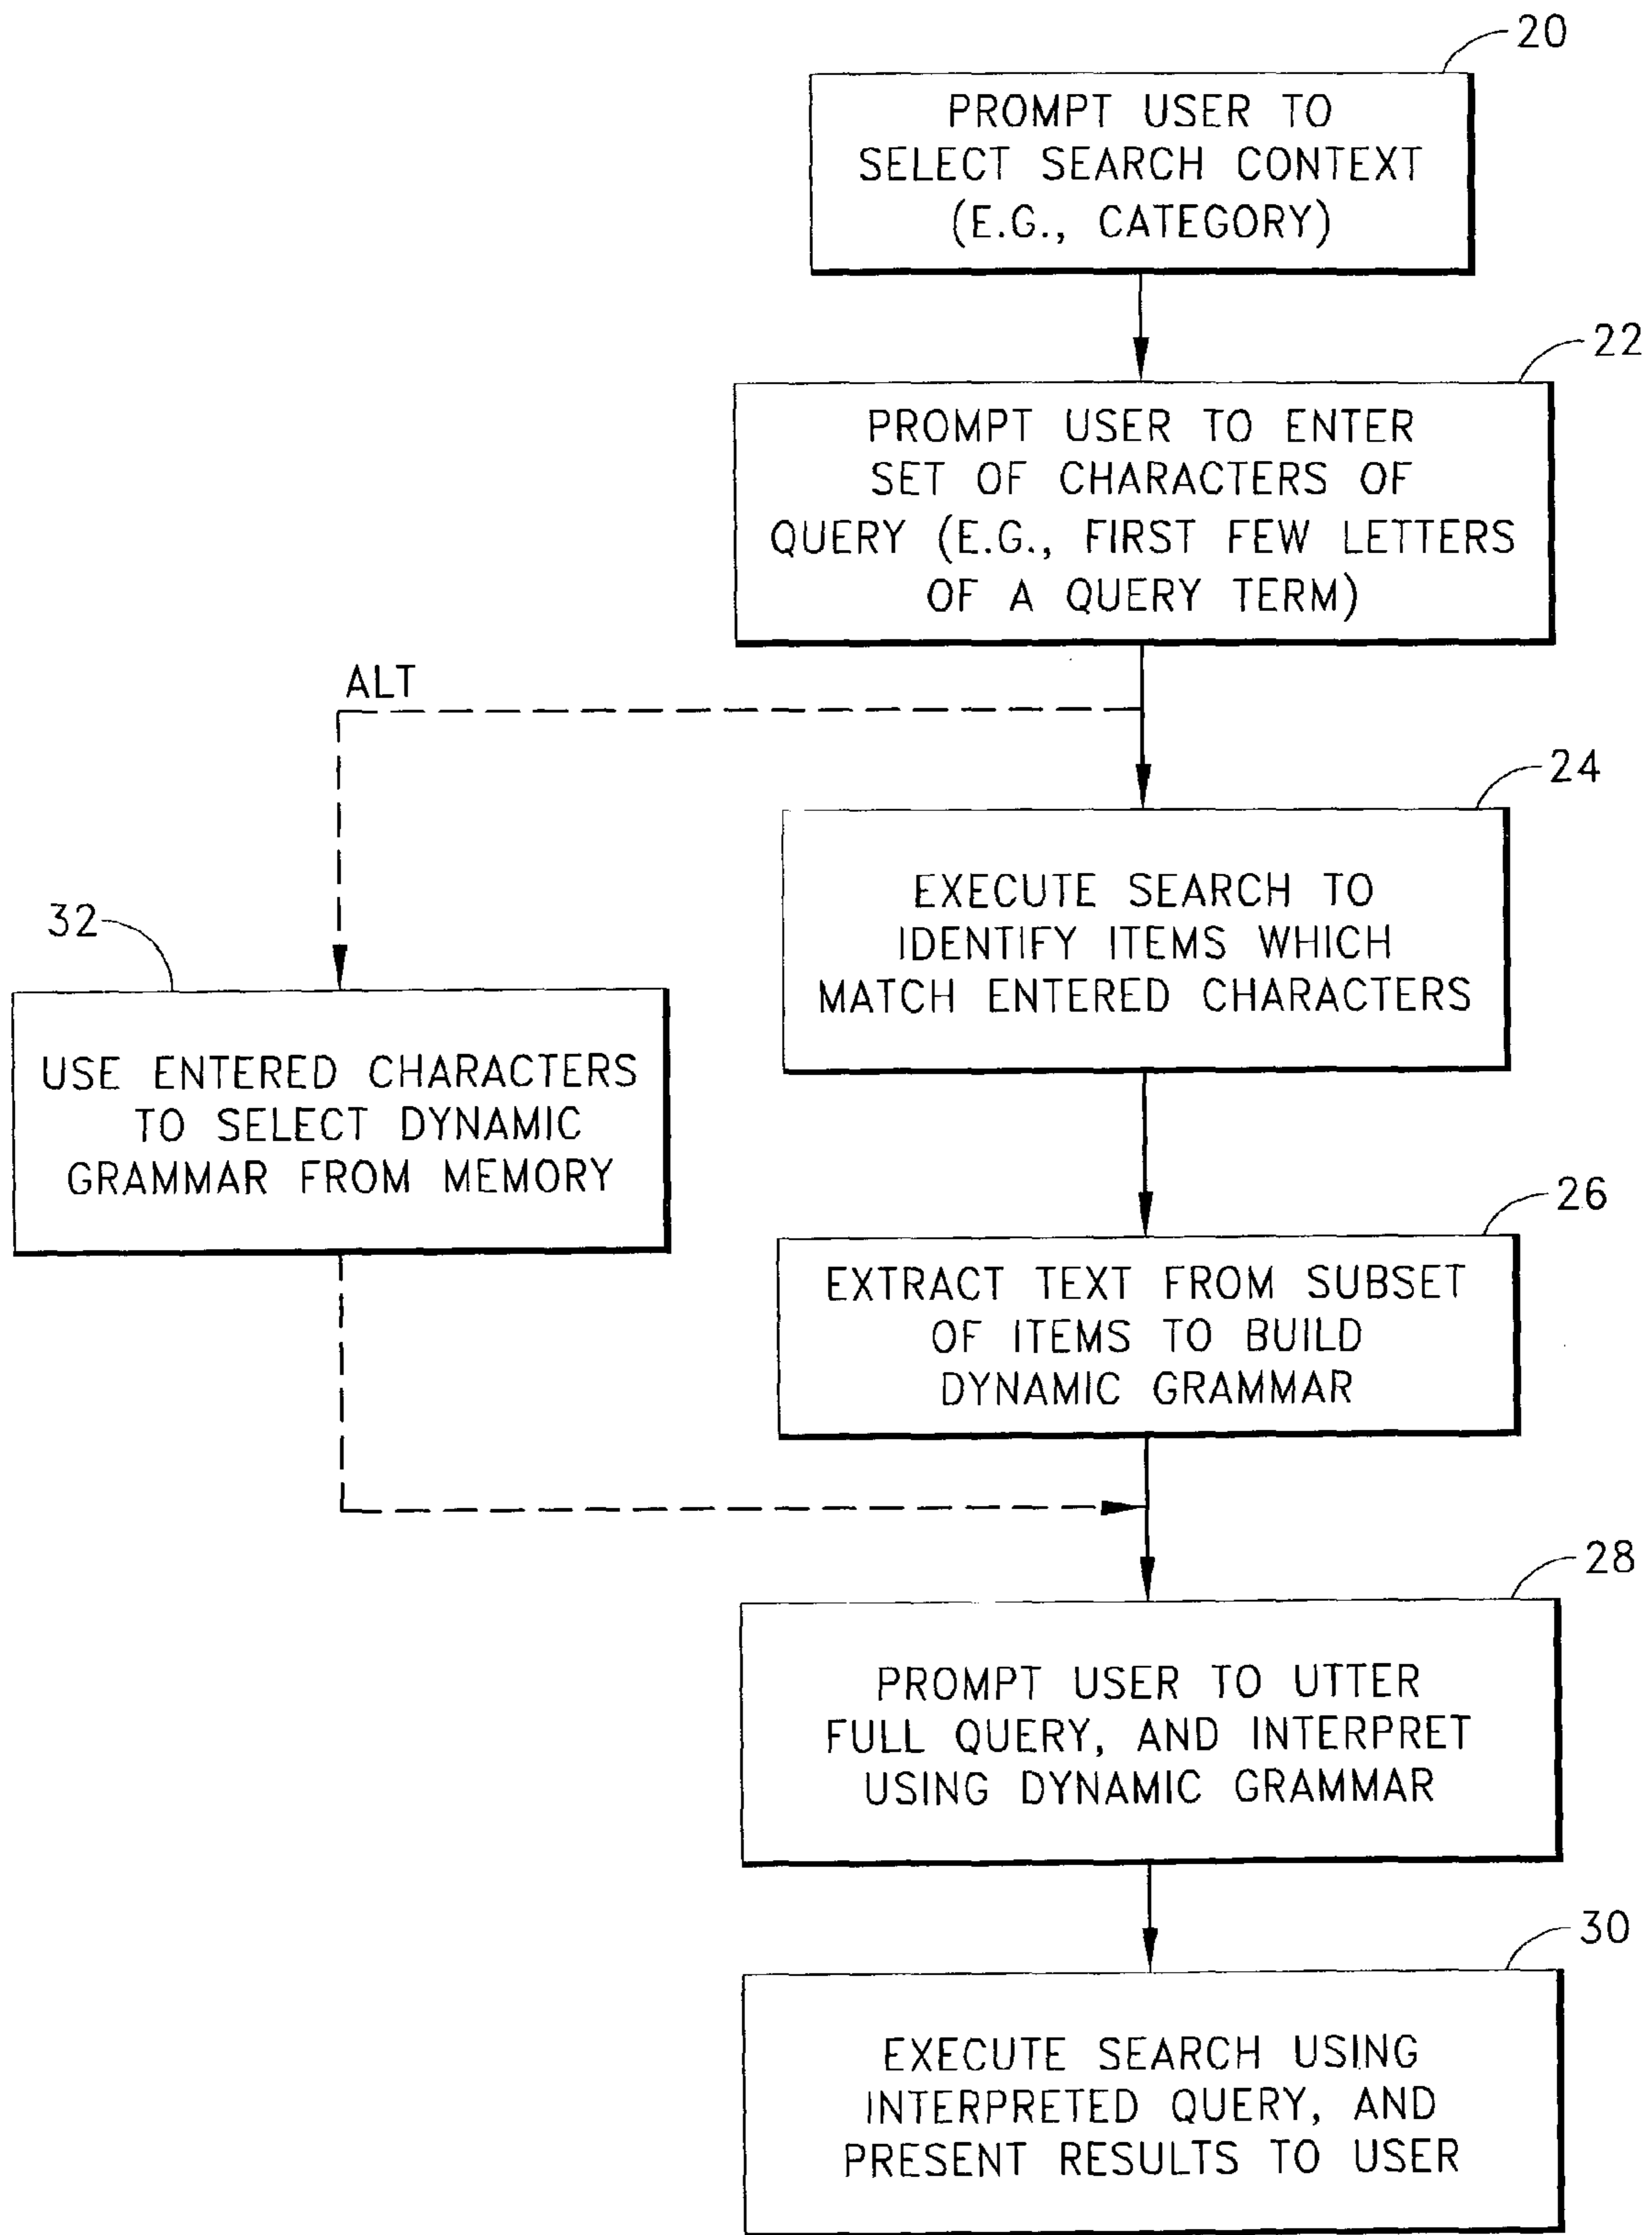 20
PROMPT USER TO
SELECT SEARCH CONTEXT
(E.G., CATEGORY)
22
PROMPT USER TO ENTER
SET OF CHARACTERS OF
QUERY (E.G., FIRST FEW LETTERS
OF A QUERY TERM)
ALT
24
EXECUTE SEARCH TO
IDENTIFY ITEMS WHICH
MATCH ENTERED CHARACTERS
32
USE ENTERED CHARACTERS
TO SELECT DYNAMIC
GRAMMAR FROM MEMORY
26
EXTRACT TEXT FROM SUBSET
OF ITEMS TO BUILD
DYNAMIC GRAMMAR
28
PROMPT USER TO UTTER
FULL QUERY, AND INTERPRET
USING DYNAMIC GRAMMAR
30
EXECUTE SEARCH USING
INTERPRETED QUERY, AND
PRESENT RESULTS TO USER